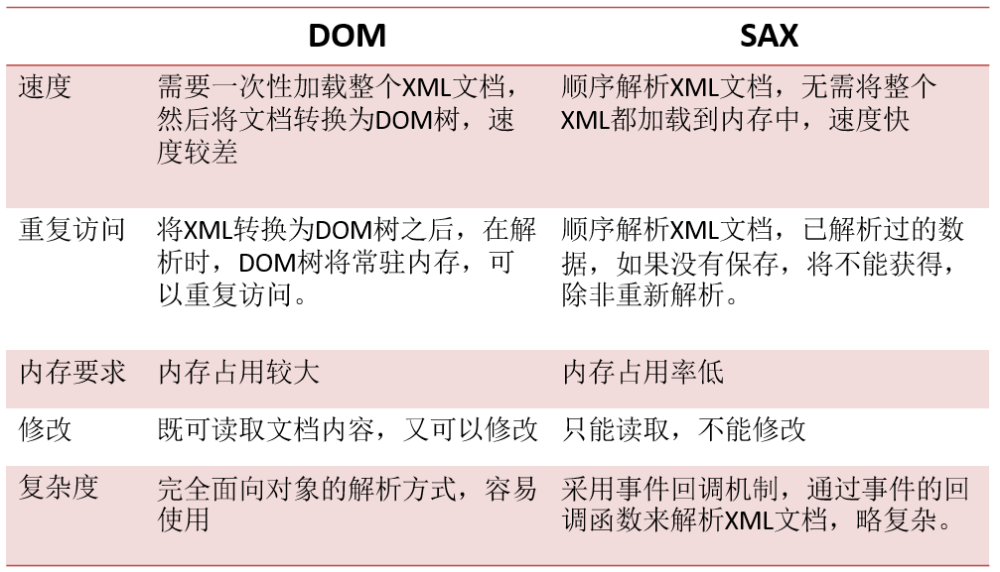 DOM SAX
速度 需要一次性加载整个XML文档， 顺序解析XML文档，无需将整个
然后将文档转换为DOM树，速 XML都加载到内存中，速度快
度较差
重复访问 将XML转换为DOM树之后，在解 顺序解析XML文档，已解析过的数
析时，DOM树将常驻内存，可 据，如果没有保存，将不能获得，
以重复访问。 除非重新解析。
内存要求 内存占用较大 内存占用率低
修改 既可读取文档内容，又可以修改 只能读取，不能修改
复杂度 完全面向对象的解析方式，容易 采用事件回调机制，通过事件的回
使用 调函数来解析XML文档，略复杂。